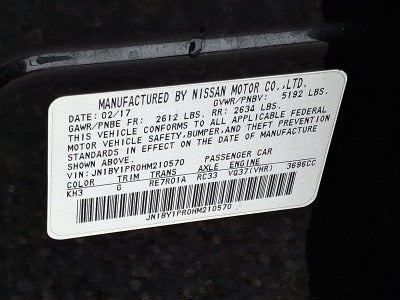 MANUFACTURED BY NISSAN MOTOR CO.,LTD.
DATE: 02/17 GVWR/PNBV: 5192 LBS.
GAWR/PNBE FR: 2612 LBS. RR: 2634 LBS.
THIS VEHICLE CONFORMS TO ALL APPLICABLE FEDERAL
MOTOR VEHICLE SAFETY,BUMPER,AND THEFT PREVENTION
STANDARDS IN EFFECT ON THE DATE OF MANUFACTURE
SHOWN ABOVE.
VIN: JN1BY1PR0HM210570 PASSENGER CAR
COLOR TRIM TRANS AXLE ENGINE
KH3 G RE7R01A RC33 VQ37(VHR) 3696CC
JN1BY1PR0HM210570